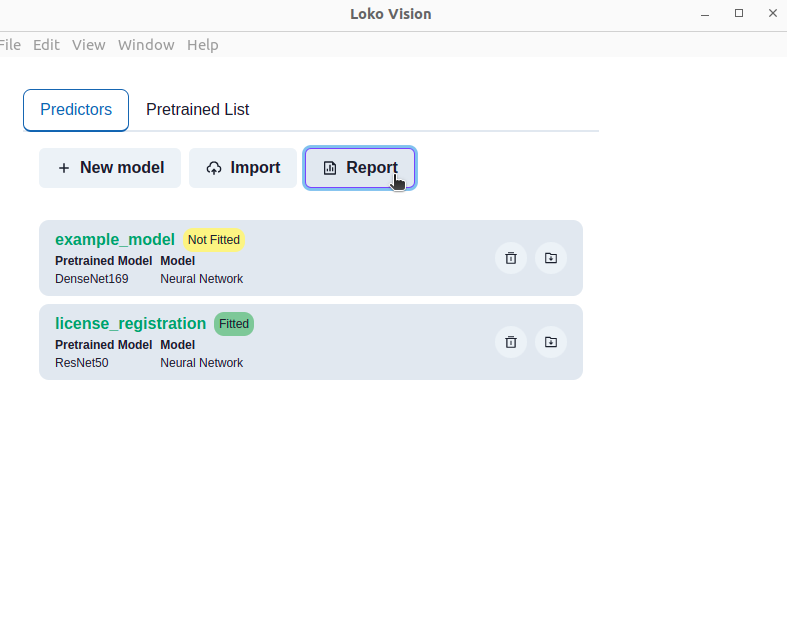 Loko Vision
File Edit View Window Help
Predictors Pretrained List
New model Import Report
example_model Not Fitted
Pretrained Model Model
DenseNet169 Neural Network
license_registration Fitted
Pretrained Model Model
ResNet50 Neural Network